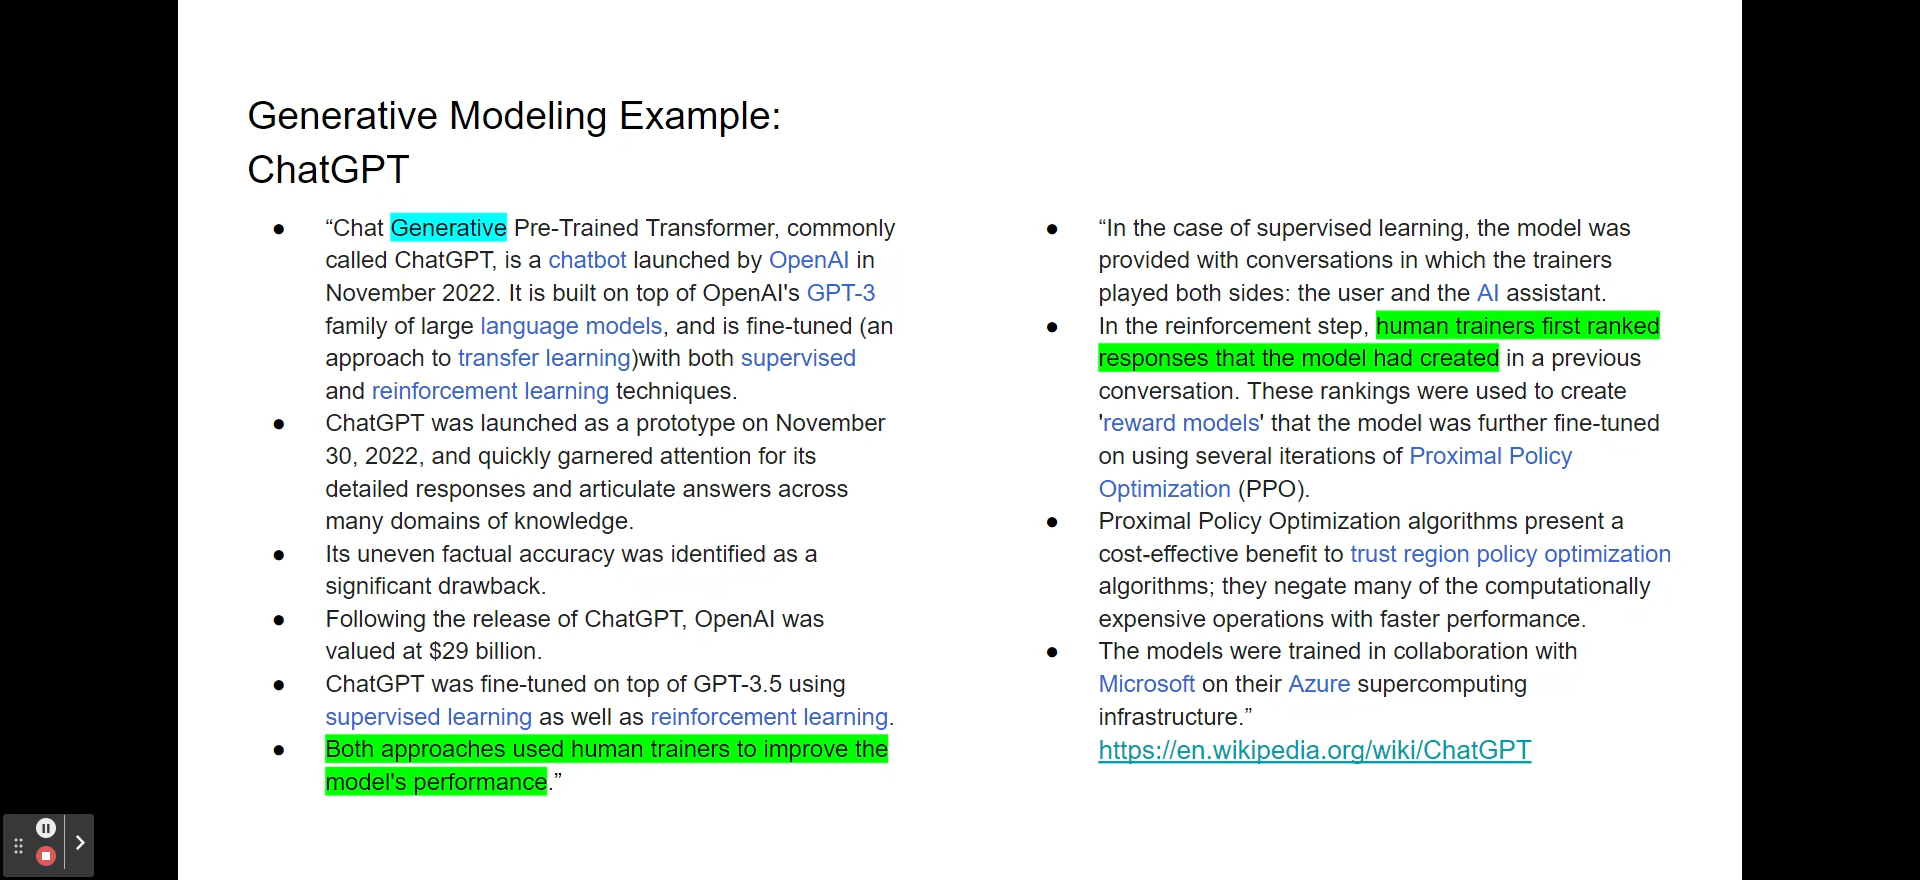 Generative Modeling Example:
ChatGPT
● “Chat Generative Pre-Trained Transformer, commonly
called ChatGPT, is a chatbot launched by OpenAI in
November 2022. It is built on top of OpenAI's GPT-3
family of large language models, and is fine-tuned (an
approach to transfer learning)with both supervised
and reinforcement learning techniques.
● ChatGPT was launched as a prototype on November
30, 2022, and quickly garnered attention for its
detailed responses and articulate answers across
many domains of knowledge.
● Its uneven factual accuracy was identified as a
significant drawback.
● Following the release of ChatGPT, OpenAI was
valued at $29 billion.
● ChatGPT was fine-tuned on top of GPT-3.5 using
supervised learning as well as reinforcement learning.
● Both approaches used human trainers to improve the
model's performance.”
● “In the case of supervised learning, the model was
provided with conversations in which the trainers
played both sides: the user and the AI assistant.
● In the reinforcement step, human trainers first ranked
responses that the model had created in a previous
conversation. These rankings were used to create
'reward models' that the model was further fine-tuned
on using several iterations of Proximal Policy
Optimization (PPO).
● Proximal Policy Optimization algorithms present a
cost-effective benefit to trust region policy optimization
algorithms; they negate many of the computationally
expensive operations with faster performance.
● The models were trained in collaboration with
Microsoft on their Azure supercomputing
infrastructure.”
https://en.wikipedia.org/wiki/ChatGPT